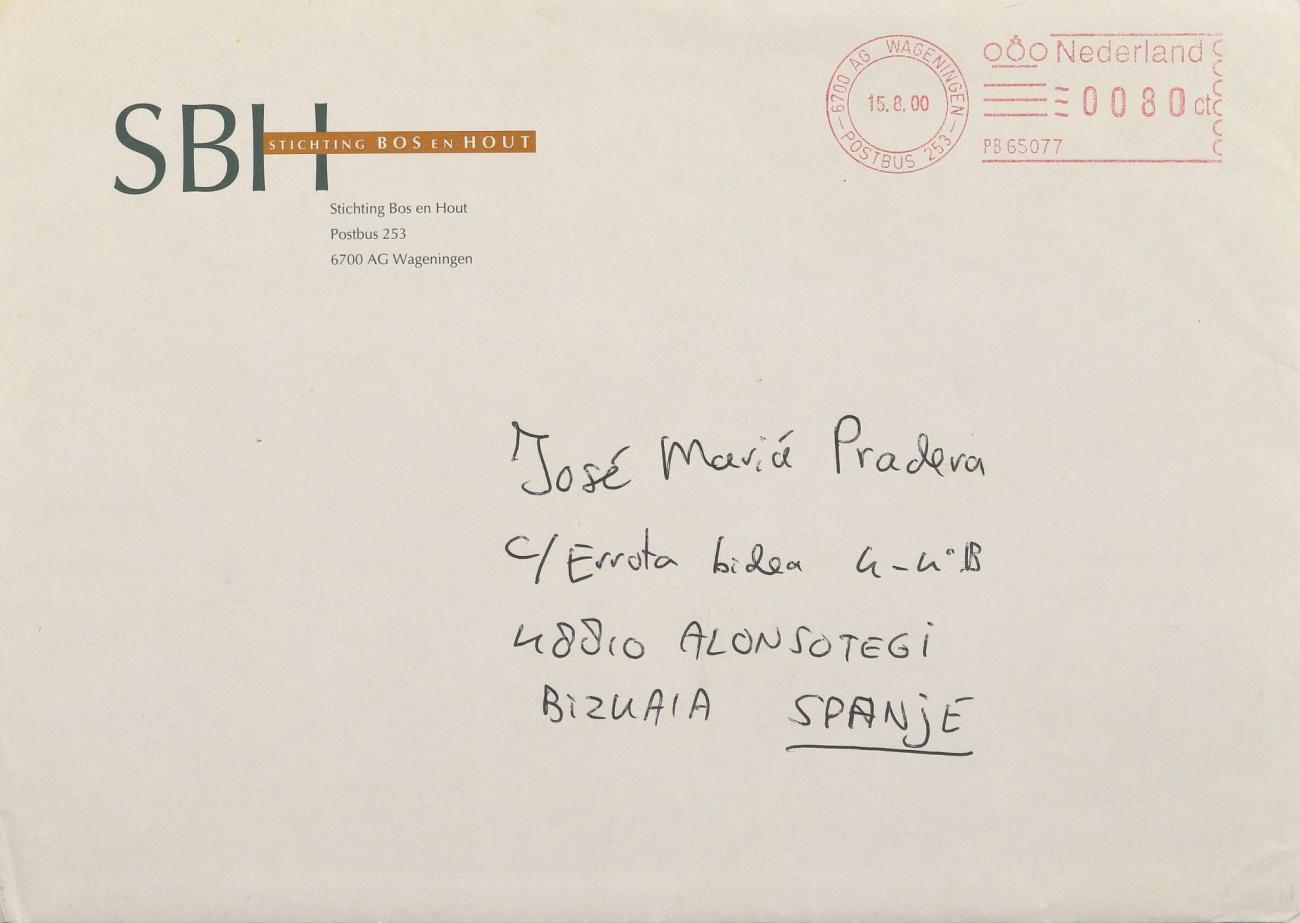 SBH
STICHTING BOS EN HOUT
Stichting Bos en Hout
Postbus 253
6700 AG Wageningen
6700 AG WAGENINGEN
POSTBUS 253
15.8.00
Nederland
0080 ct
PB 65077
José Mariá Pradera
c/ Errota bidea 4-4°B
48810 ALONSOTEGI
BIZKAIA SPANjE